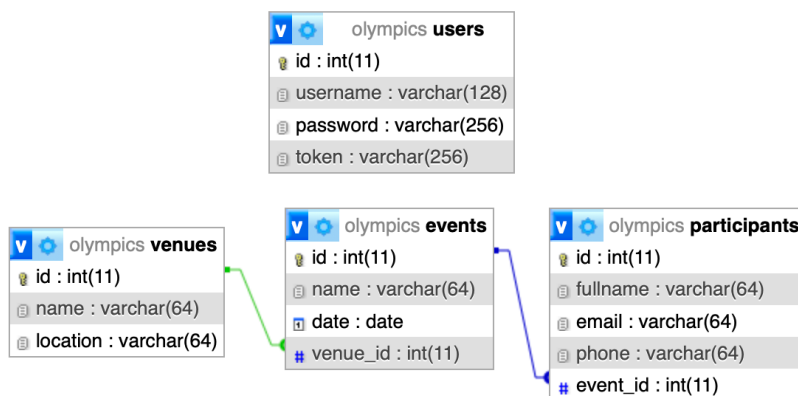 v olympics users
id : int(11)
username : varchar(128)
password : varchar(256)
token : varchar(256)
v olympics venues
id : int(11)
name : varchar(64)
location : varchar(64)
v olympics events
id : int(11)
name : varchar(64)
date : date
# venue_id : int(11)
v olympics participants
id : int(11)
fullname : varchar(64)
email : varchar(64)
phone : varchar(64)
# event_id : int(11)